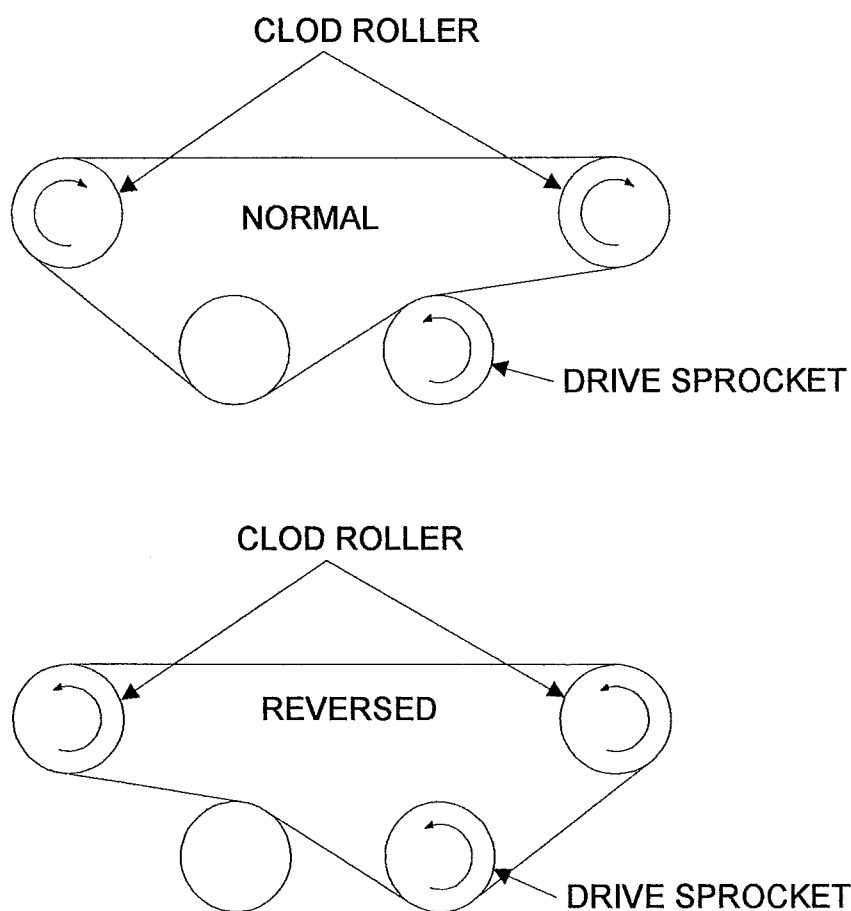 CLOD ROLLER
NORMAL
DRIVE SPROCKET
CLOD ROLLER
REVERSED
DRIVE SPROCKET